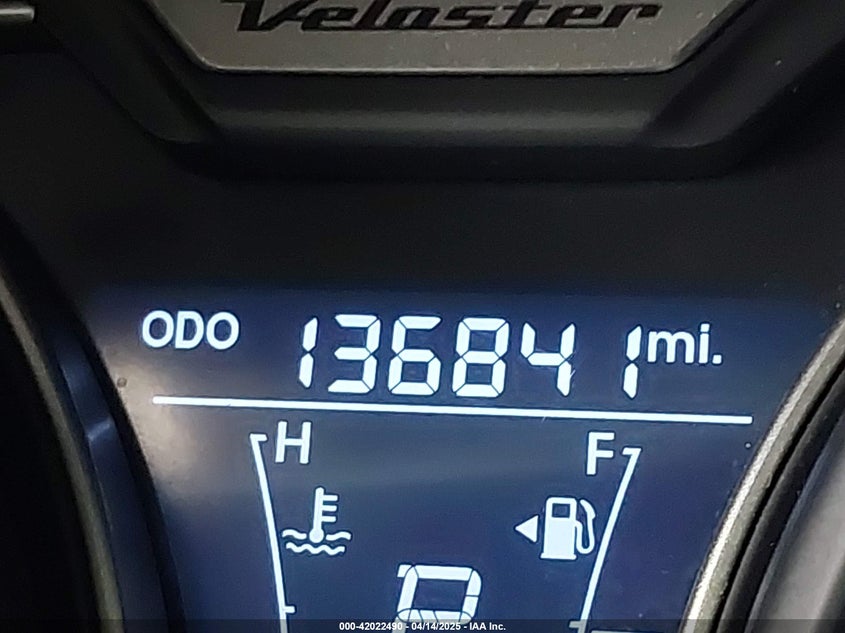 Veloster
ODO 136841 mi.
H F
P
000-42022490 - 04/14/2025 - IAA Inc.